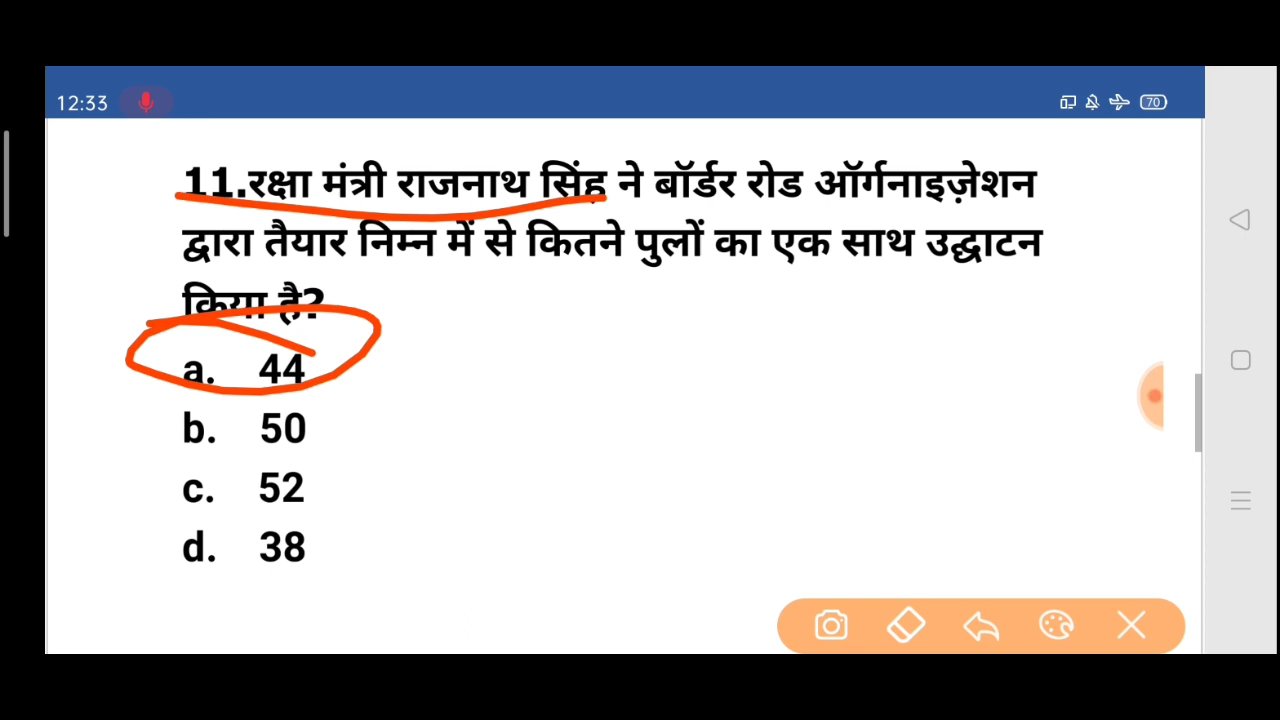 12:33
70
11.रक्षा मंत्री राजनाथ सिंह ने बॉर्डर रोड ऑर्गनाइज़ेशन
द्वारा तैयार निम्न में से कितने पुलों का एक साथ उद्घाटन
किया है?
a. 44
b. 50
c. 52
d. 38